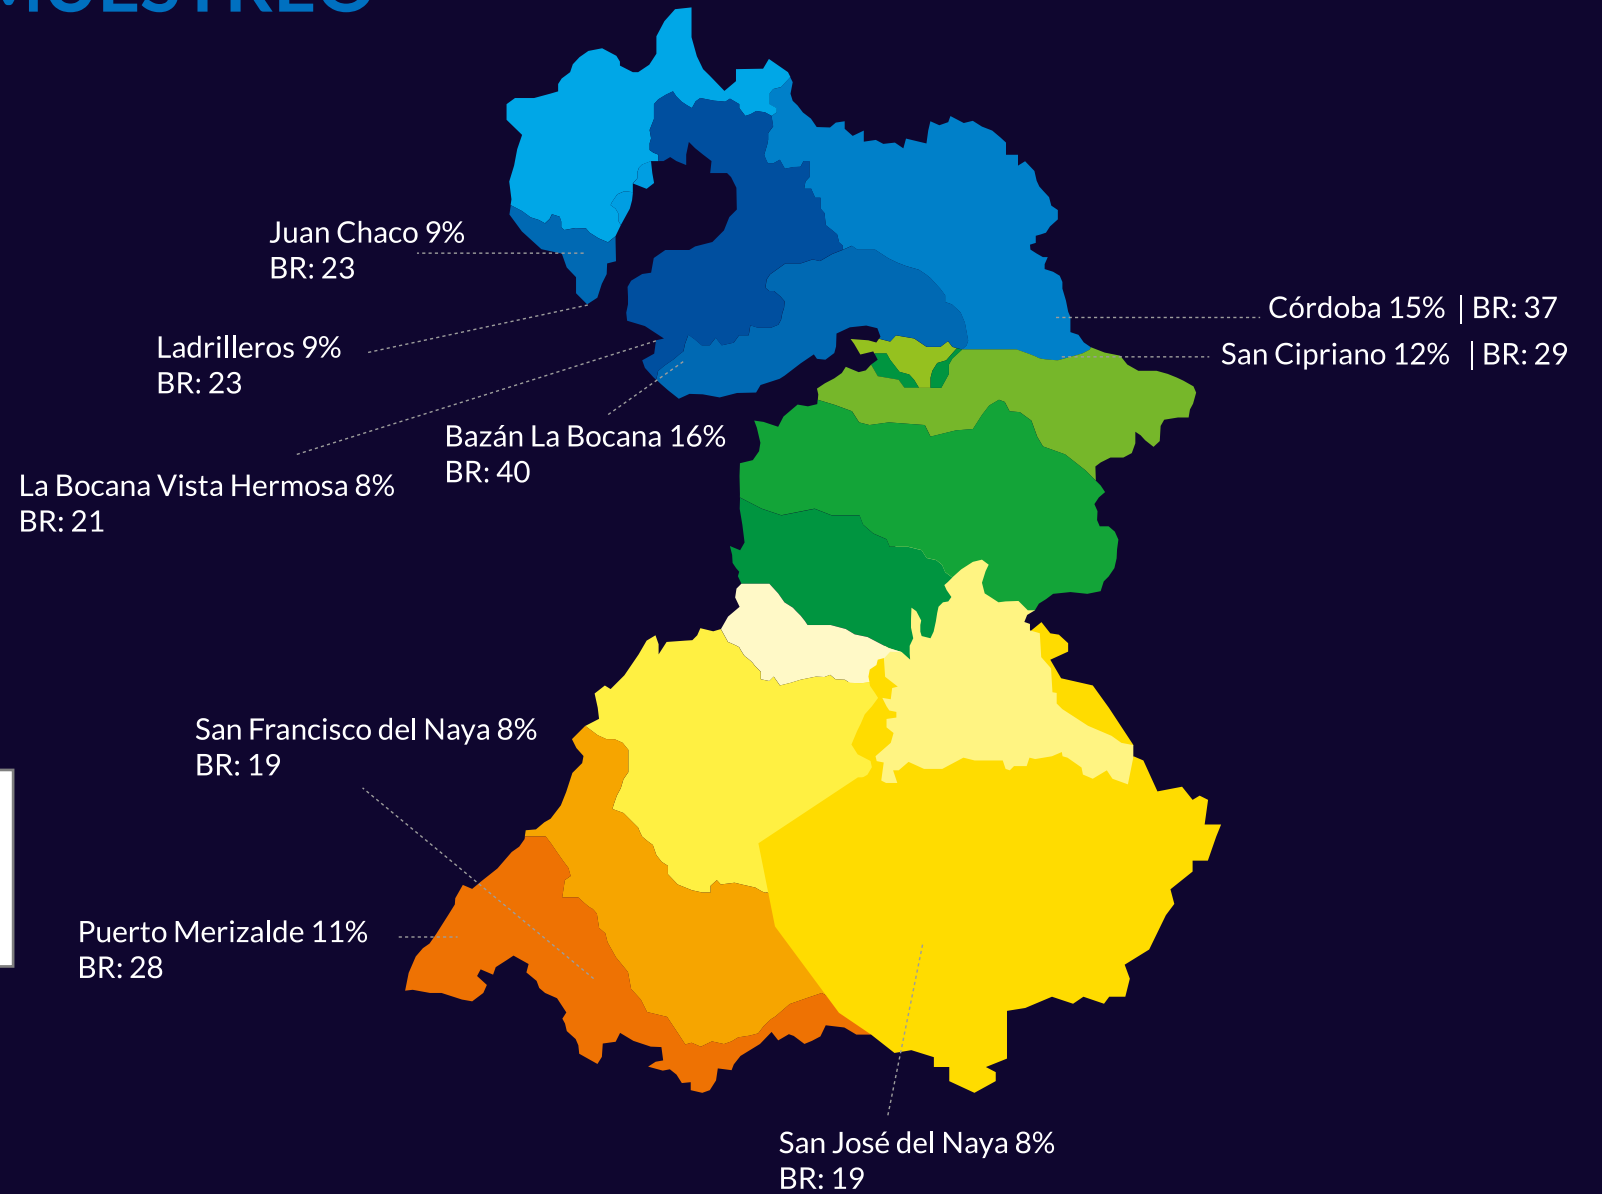 MUESTREO
Juan Chaco 9%
BR: 23
Córdoba 15% | BR: 37
Ladrilleros 9%
BR: 23
San Cipriano 12% | BR: 29
Bazán La Bocana 16%
BR: 40
La Bocana Vista Hermosa 8%
BR: 21
San Francisco del Naya 8%
BR: 19
Puerto Merizalde 11%
BR: 28
San José del Naya 8%
BR: 19